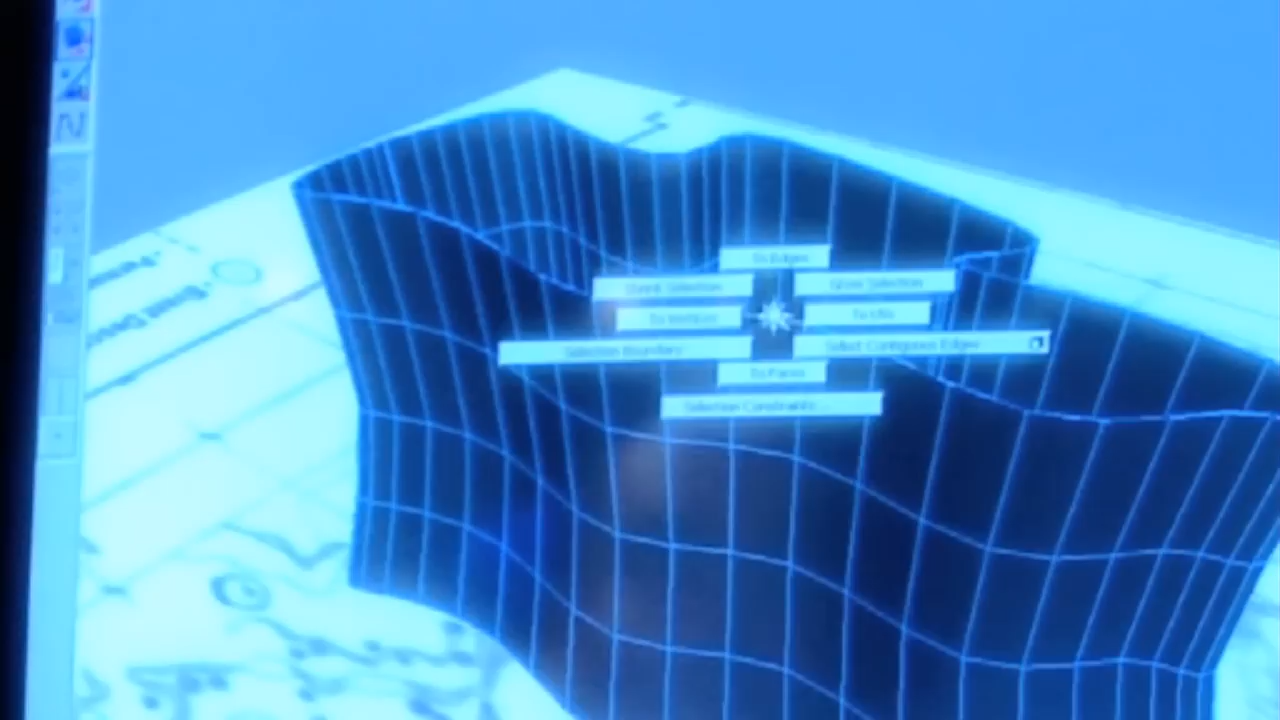 To Edges
Shrink Selection
Grow Selection
To Vertices
To UVs
Selection Boundary
Select Contiguous Edges
To Faces
Selection Constraints...